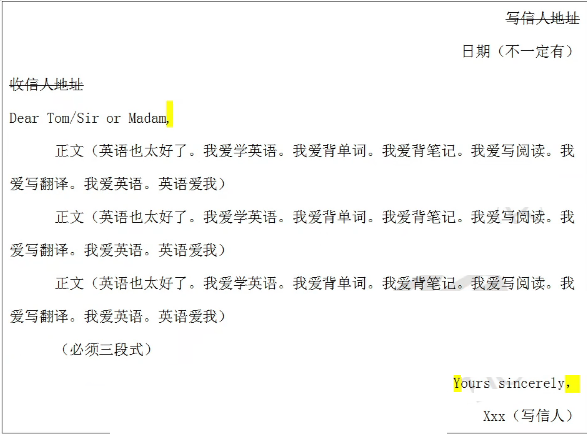 写信人地址
日期（不一定有）
收信人地址
Dear Tom/Sir or Madam,
正文（英语也太好了。我爱学英语。我爱背单词。我爱背笔记。我爱写阅读。我
爱写翻译。我爱英语。英语爱我）
正文（英语也太好了。我爱学英语。我爱背单词。我爱背笔记。我爱写阅读。我
爱写翻译。我爱英语。英语爱我）
正文（英语也太好了。我爱学英语。我爱背单词。我爱背笔记。我爱写阅读。我
爱写翻译。我爱英语。英语爱我）
（必须三段式）
Yours sincerely，
Xxx（写信人）